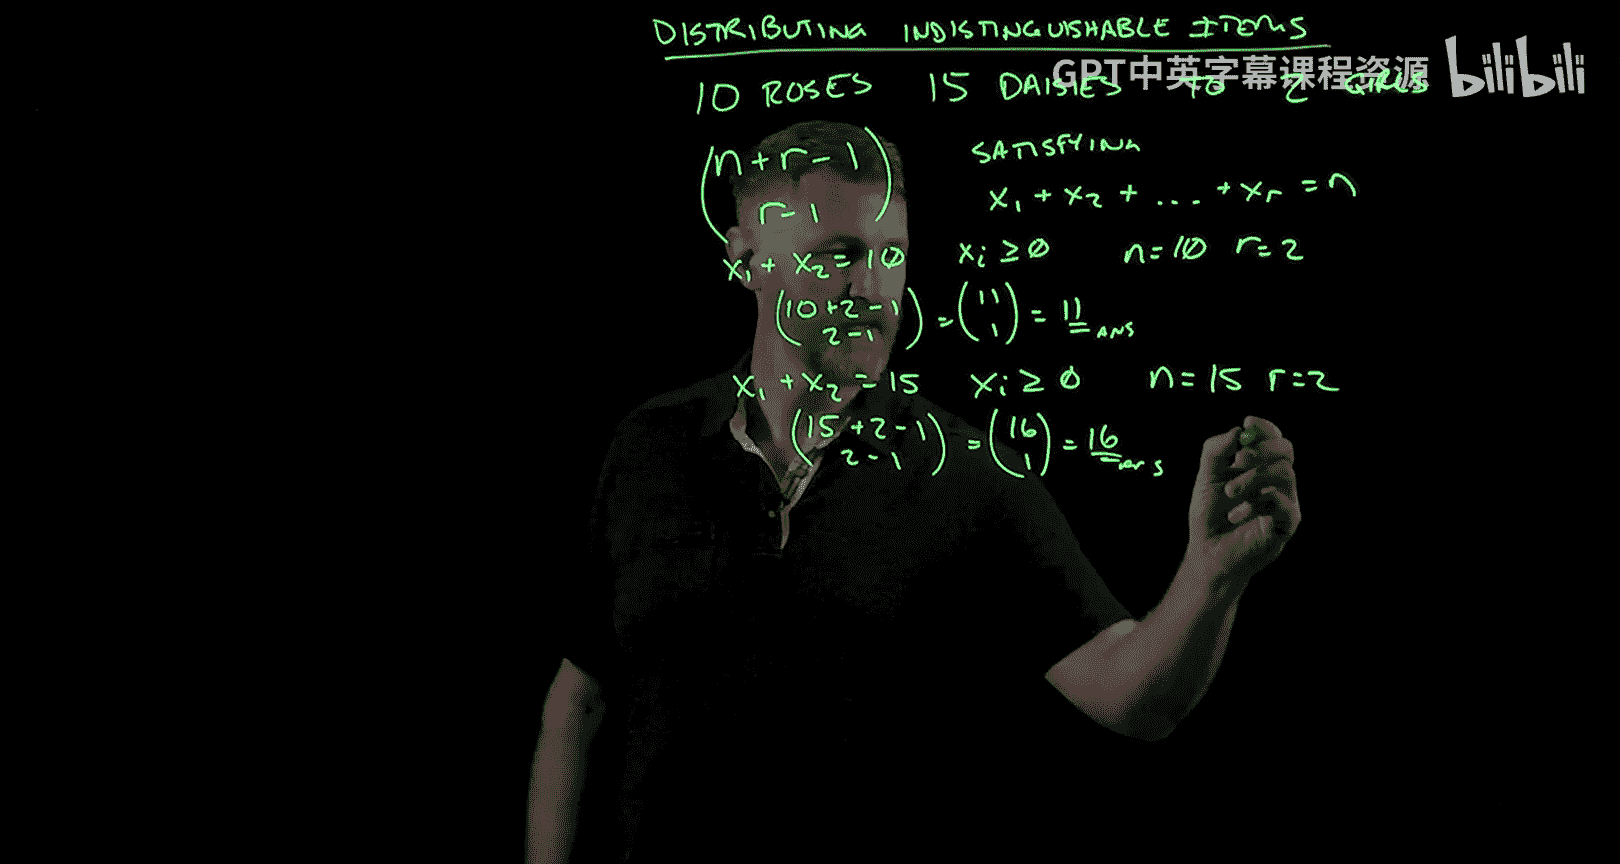 DISTRIBUTING INDISTINGUISHABLE ITEMS
GPT中英字幕课程资源 bilibili
10 ROSES 15 DAISIES TO 2 GIRLS
(n+r-1 SATISFYING
r-1) x₁ + x₂ + ... + xᵣ = n
x₁ + x₂ = 10 xᵢ ≥ 0 n=10 r=2
(10+2-1
2-1) = (11
1) = 11 ANS
x₁ + x₂ = 15 xᵢ ≥ 0 n=15 r=2
(15+2-1
2-1) = (16
1) = 16 ans